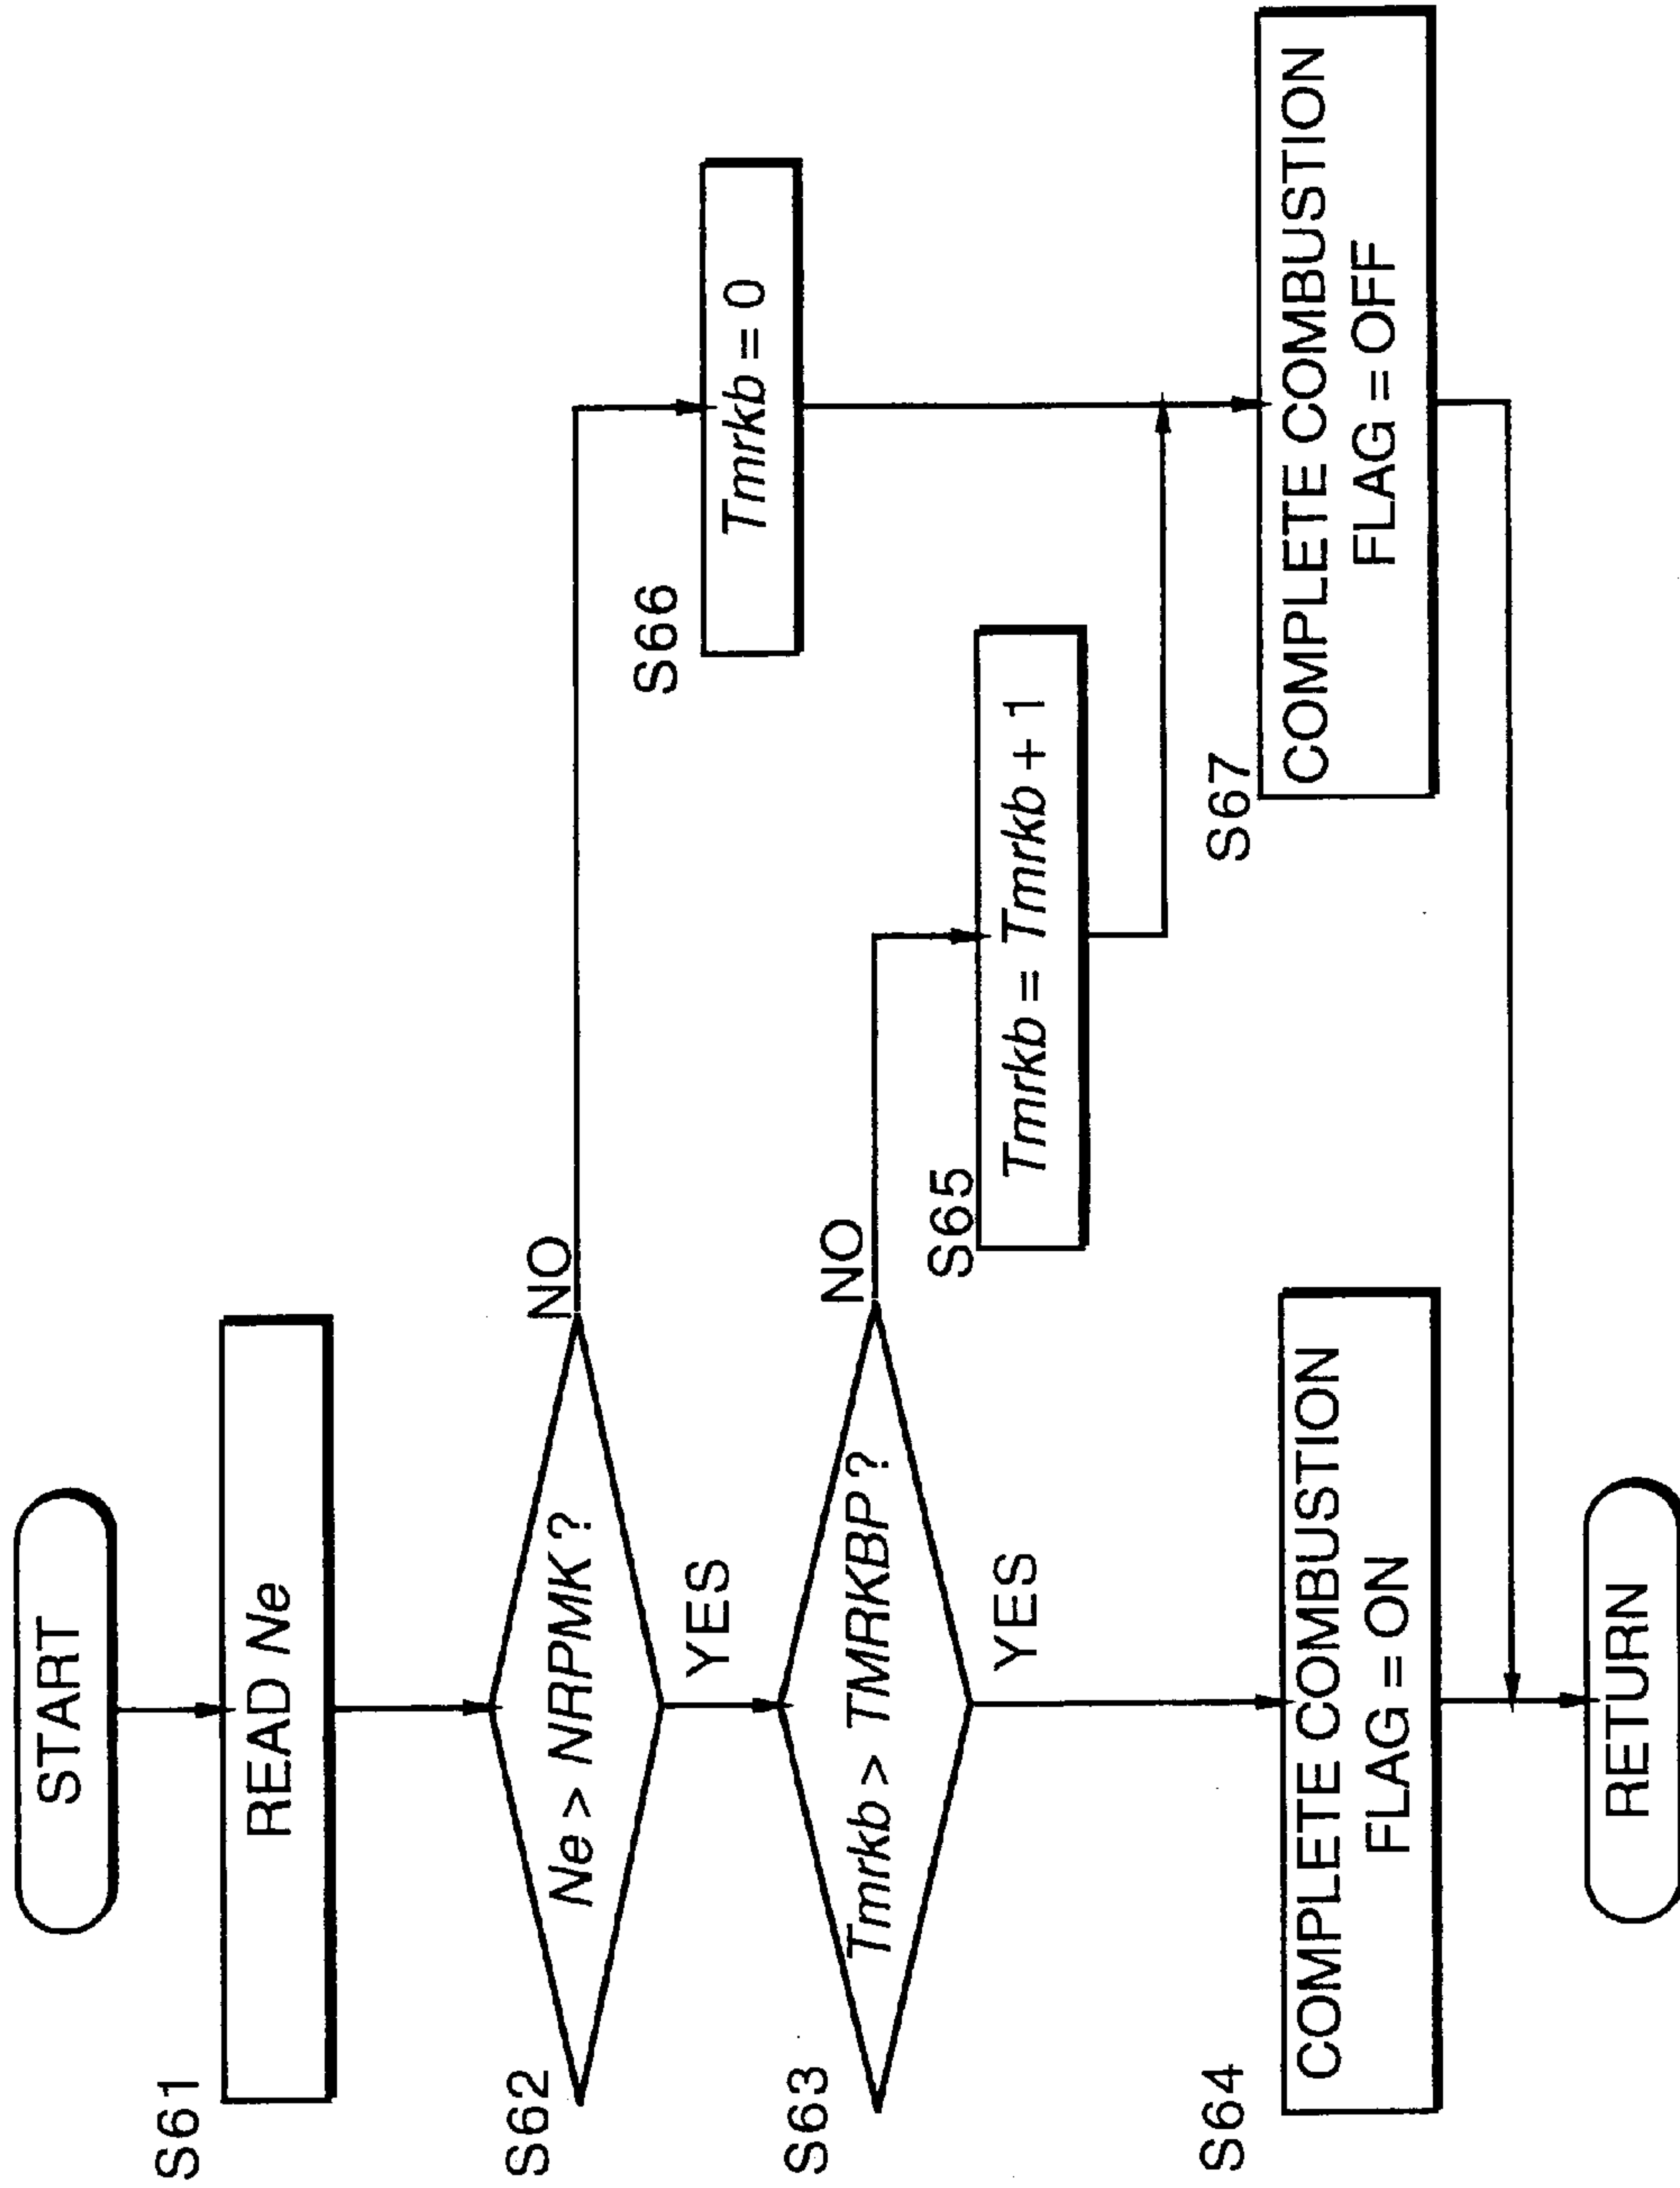 START
S61
READ Ne
S62
Ne > NRPMK ?
NO
YES
S63
Tmrkb > TMRKBP ?
NO
YES
S66
Tmrkb = 0
S65
Tmrkb = Tmrkb + 1
S64
COMPLETE COMBUSTION
FLAG = ON
S67
COMPLETE COMBUSTION
FLAG = OFF
RETURN